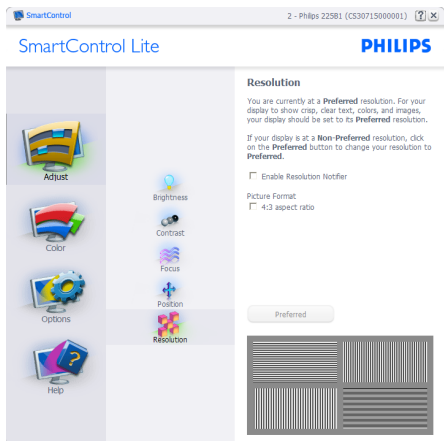 SmartControl
2 - Philips 225B1 (CS30715000001)
? x
SmartControl Lite
PHILIPS
Adjust
Color
Options
Help
Brightness
Contrast
Focus
Position
Resolution
Resolution
You are currently at a Preferred resolution. For your
display to show crisp, clear text, colors, and images,
your display should be set to its Preferred resolution.
If your display is at a Non-Preferred resolution, click
on the Preferred button to change your resolution to
Preferred.
Enable Resolution Notifier
Picture Format
4:3 aspect ratio
Preferred